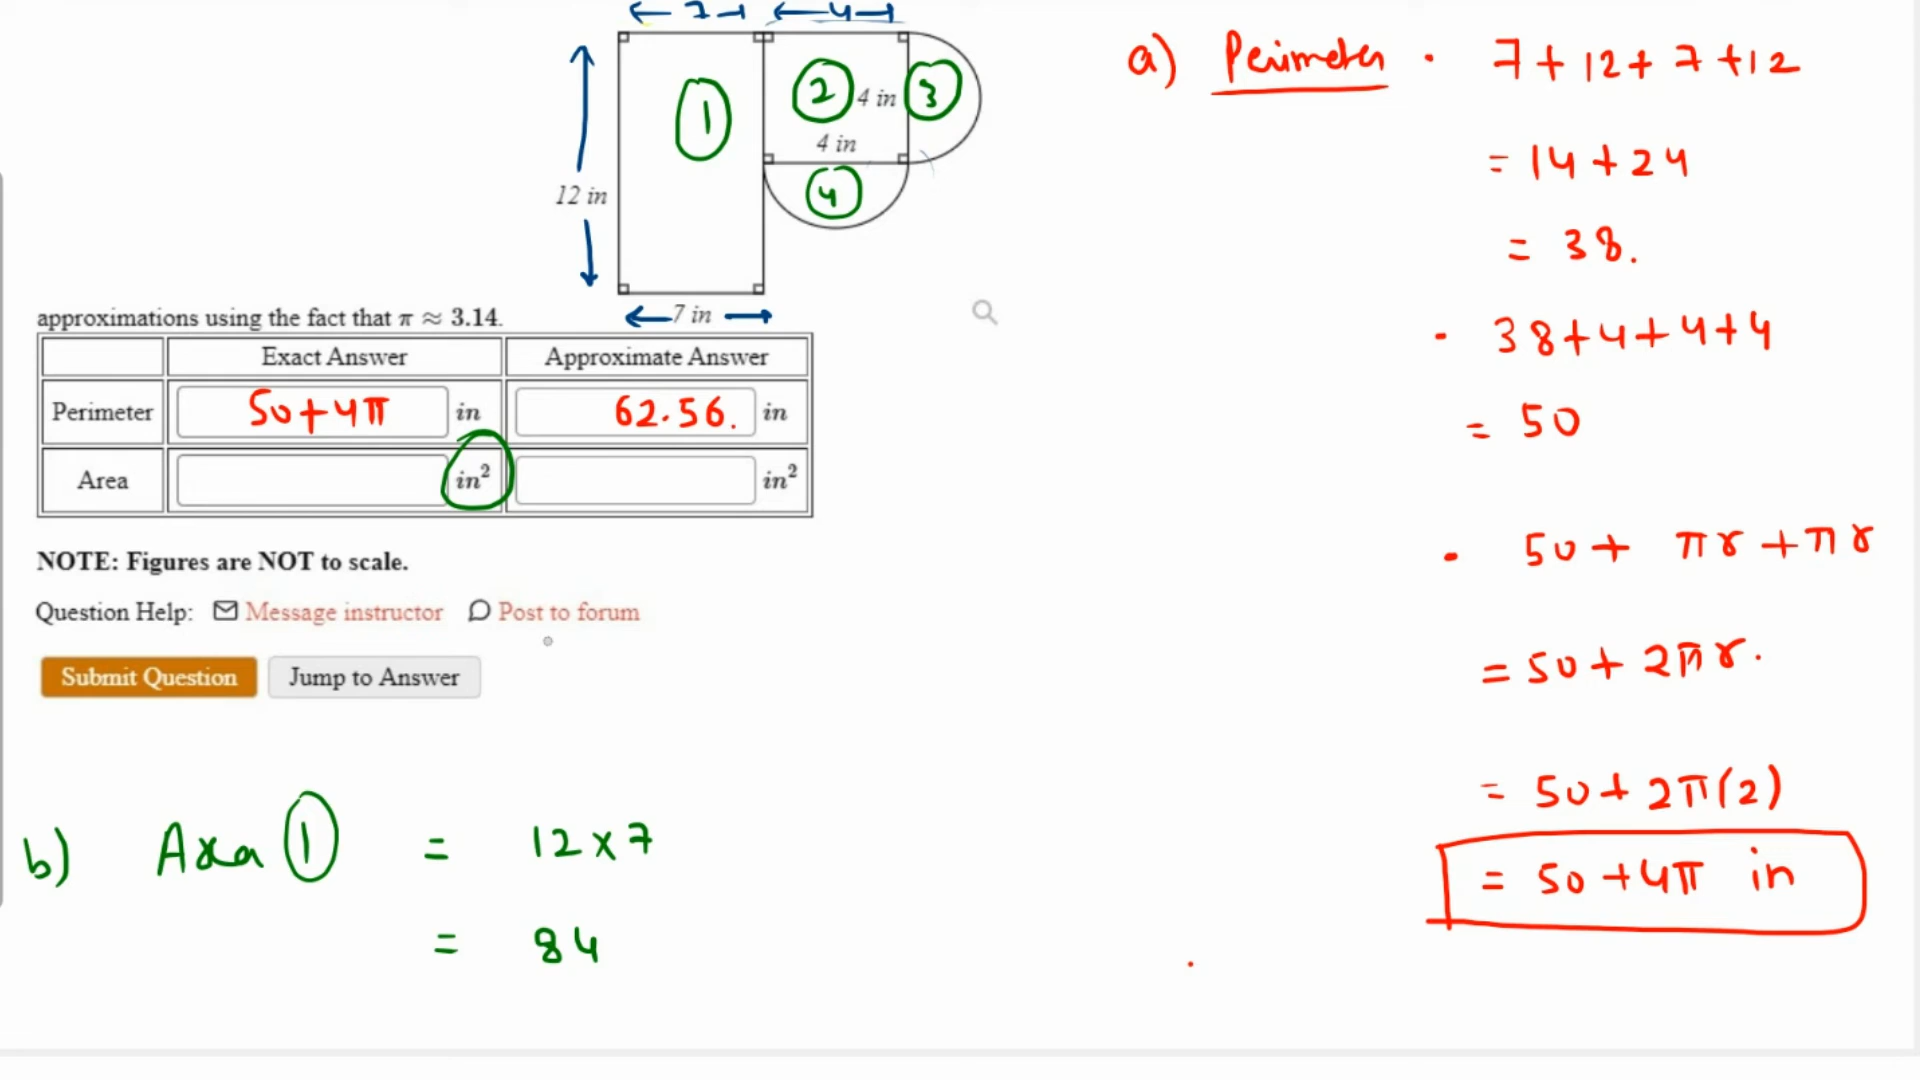 7 4
1 2 4 in 3
4 in
4
12 in
7 in
approximations using the fact that π ≈ 3.14.
Exact Answer Approximate Answer
Perimeter 50+4π in 62.56. in
Area in² in²
NOTE: Figures are NOT to scale.
Question Help: Message instructor Post to forum
Submit Question Jump to Answer
b) Area 1 = 12 × 7
= 84
a) Perimeter · 7 + 12 + 7 + 12
= 14 + 24
= 38.
· 38 + 4 + 4 + 4
= 50
· 50 + πr + πr
= 50 + 2πr.
= 50 + 2π(2)
= 50 + 4π in